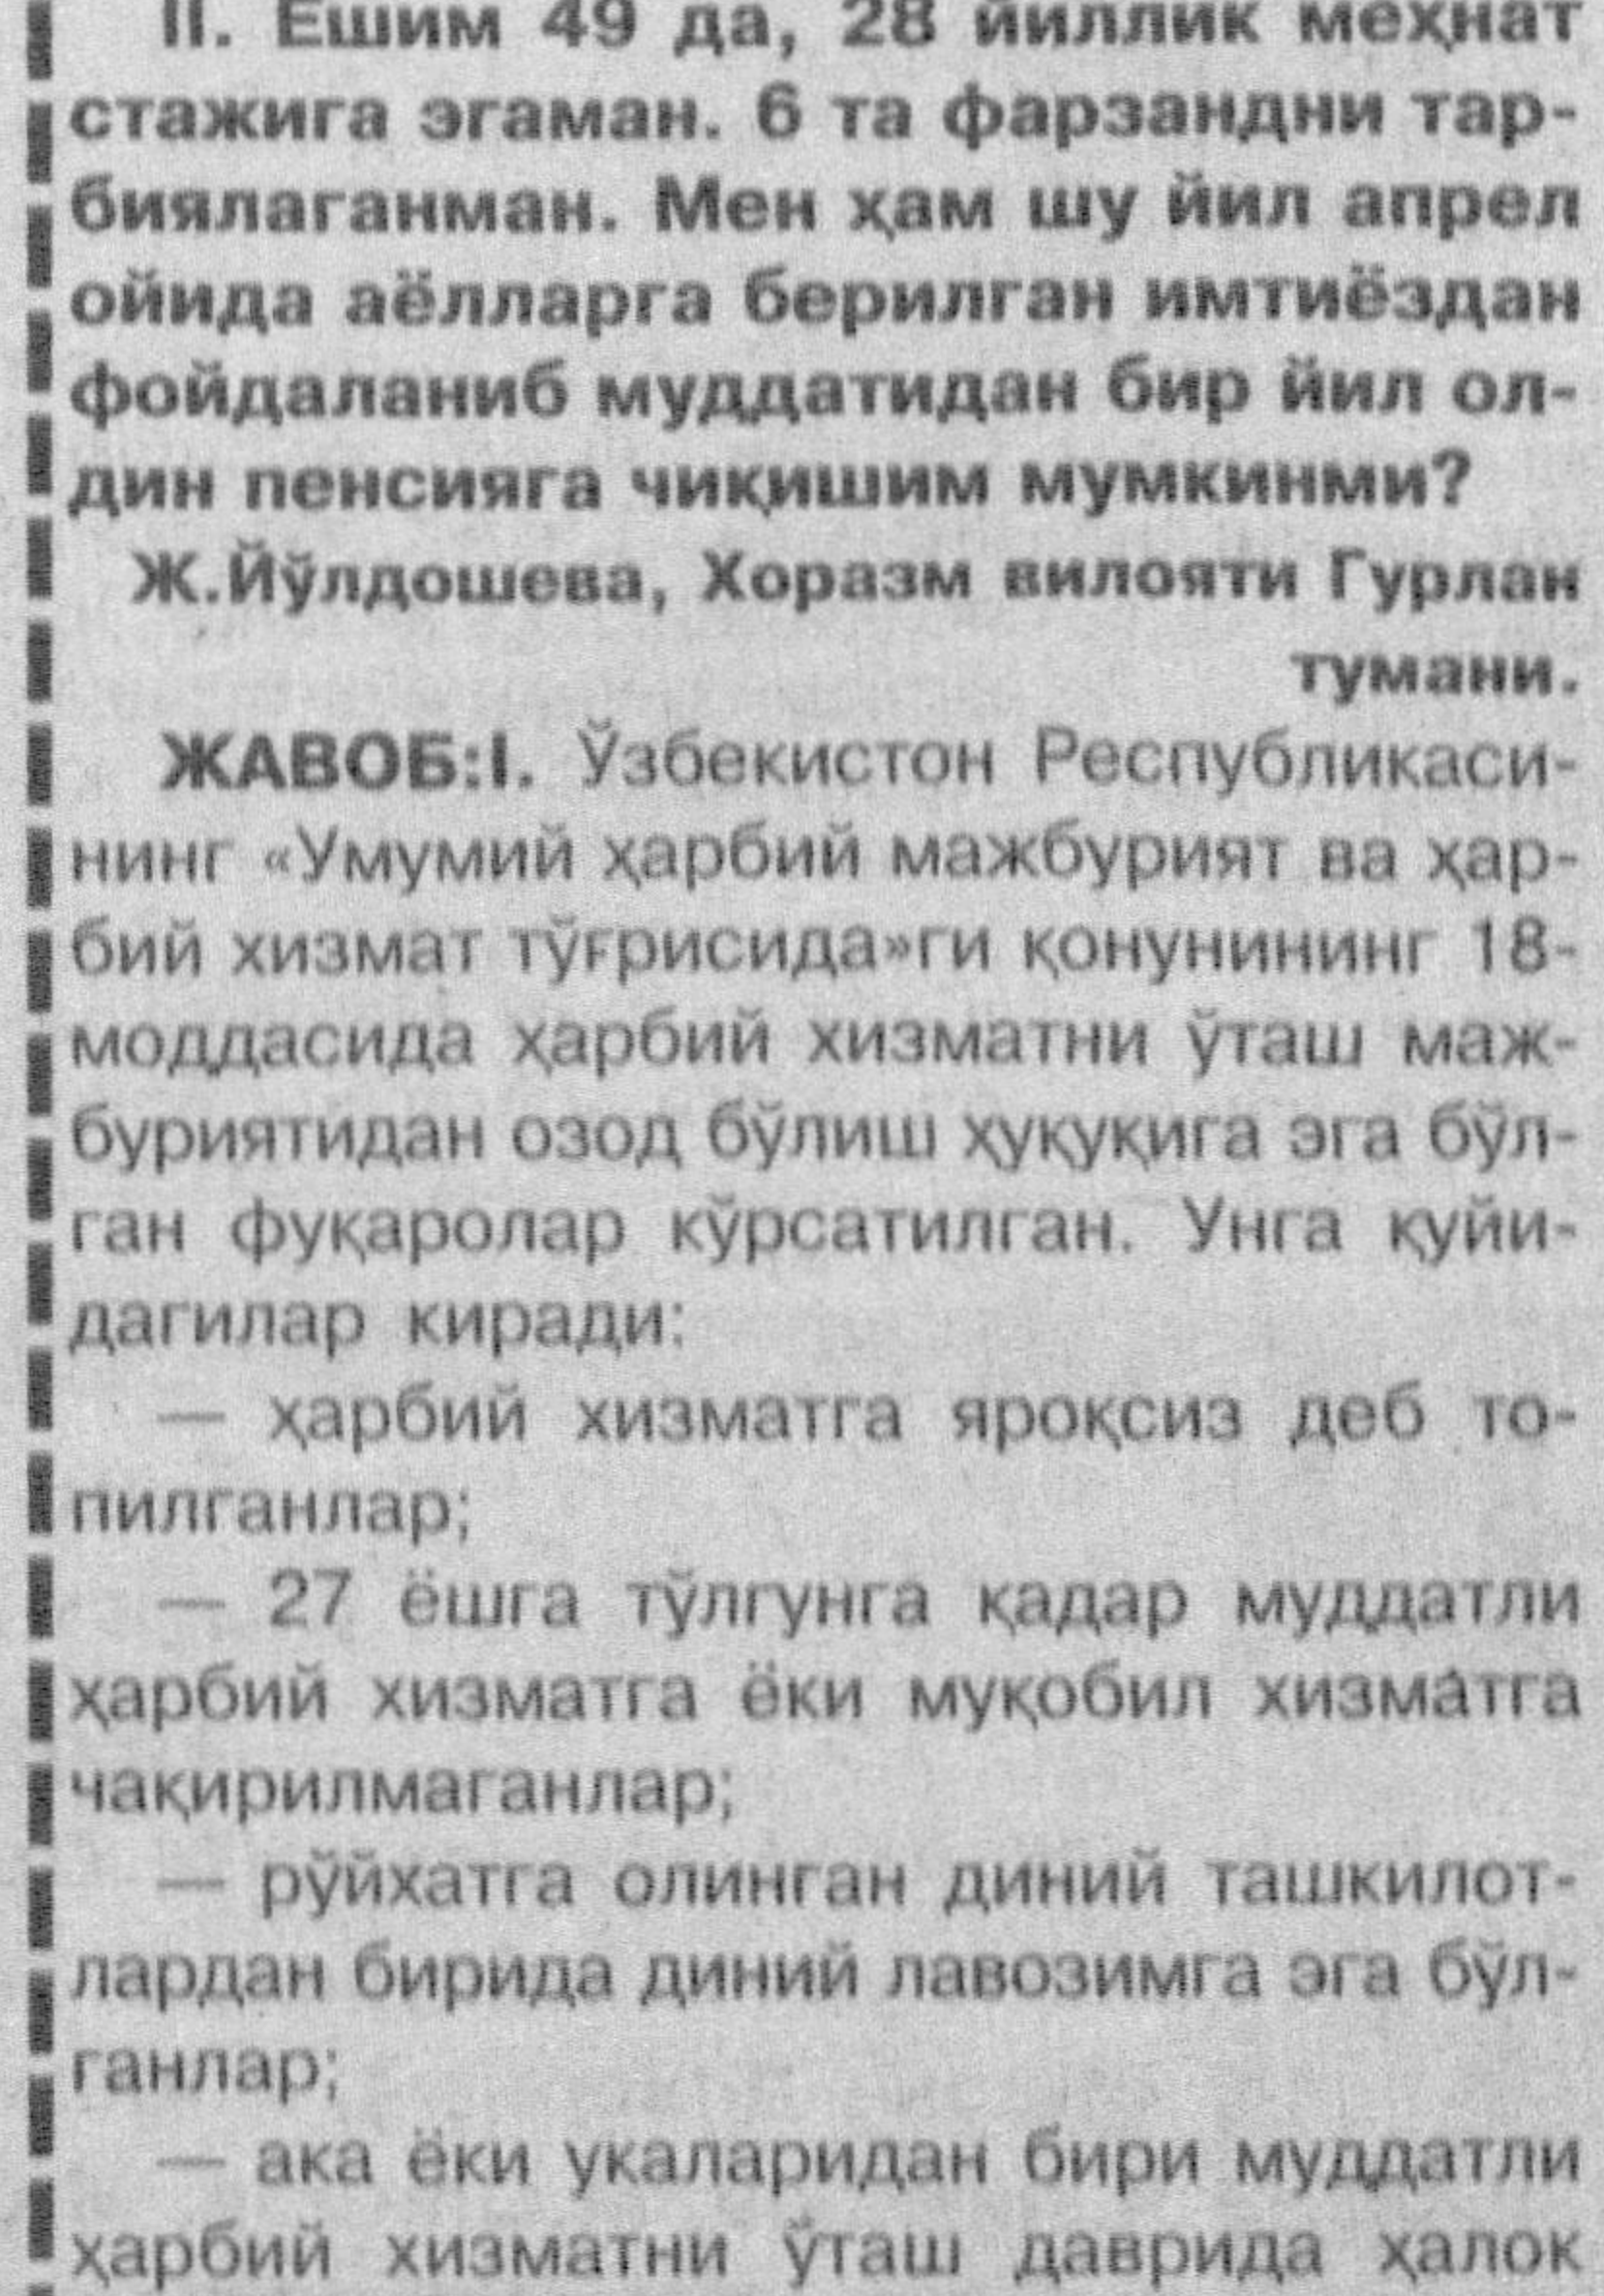 II. Ёшим 49 да, 28 йиллик меҳнат
стажига эгаман. 6 та фарзандни тар-
биялаганман. Мен ҳам шу йил апрел
ойида аёлларга берилган имтиёздан
фойдаланиб муддатидан бир йил ол-
дин пенсияга чиқишим мумкинми?
Ж.Йўлдошева, Хоразм вилояти Гурлан
тумани.
ЖАВОБ:I. Ўзбекистон Республикаси-
нинг «Умумий ҳарбий мажбурият ва ҳар-
бий хизмат тўғрисида»ги қонунининг 18-
моддасида ҳарбий хизматни ўташ маж-
буриятидан озод бўлиш ҳуқуқига эга бўл-
ган фуқаролар кўрсатилган. Унга қуйи-
дагилар киради:
— ҳарбий хизматга яроқсиз деб то-
пилганлар;
— 27 ёшга тўлгунга қадар муддатли
ҳарбий хизматга ёки муқобил хизматга
чақирилмаганлар;
— рўйхатга олинган диний ташкилот-
лардан бирида диний лавозимга эга бўл-
ганлар;
— ака ёки укаларидан бири муддатли
ҳарбий хизматни ўташ даврида ҳалок